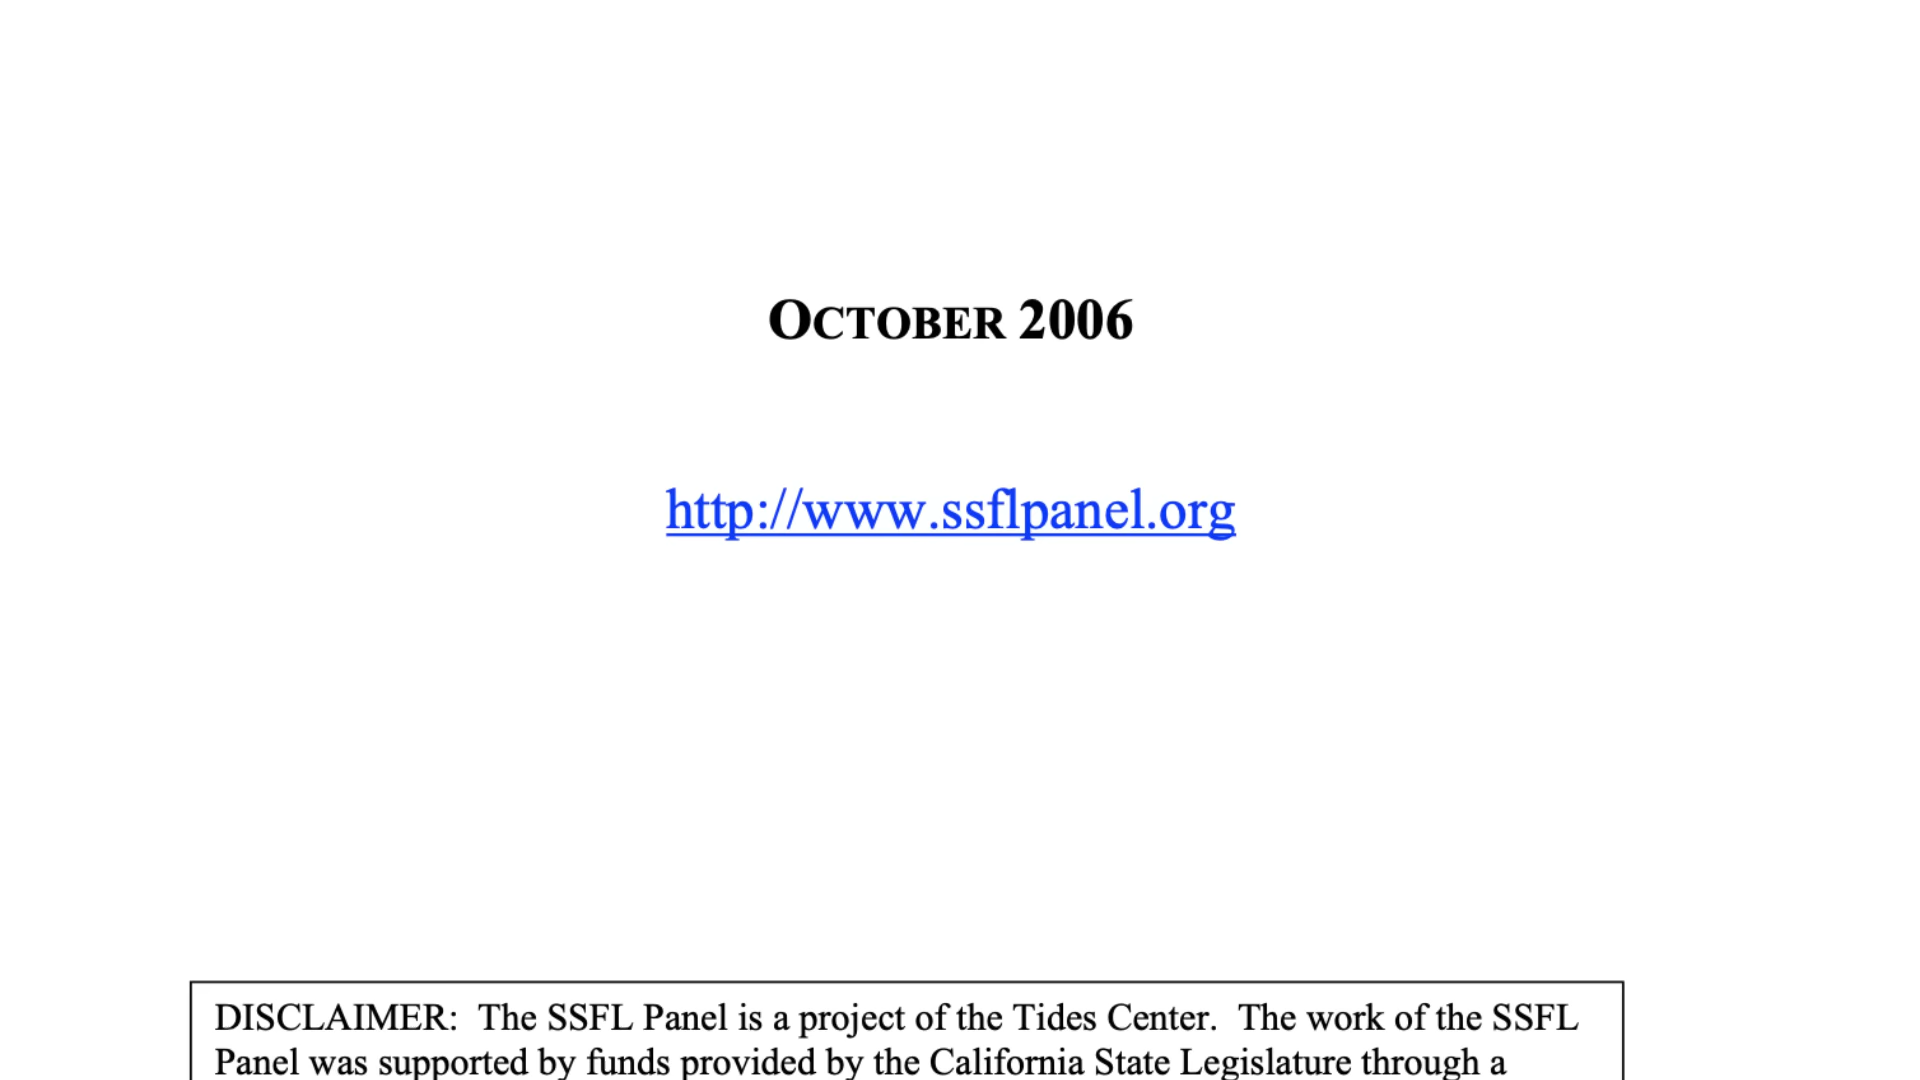 OCTOBER 2006
http://www.ssflpanel.org
DISCLAIMER:  The SSFL Panel is a project of the Tides Center.  The work of the SSFL
Panel was supported by funds provided by the California State Legislature through a